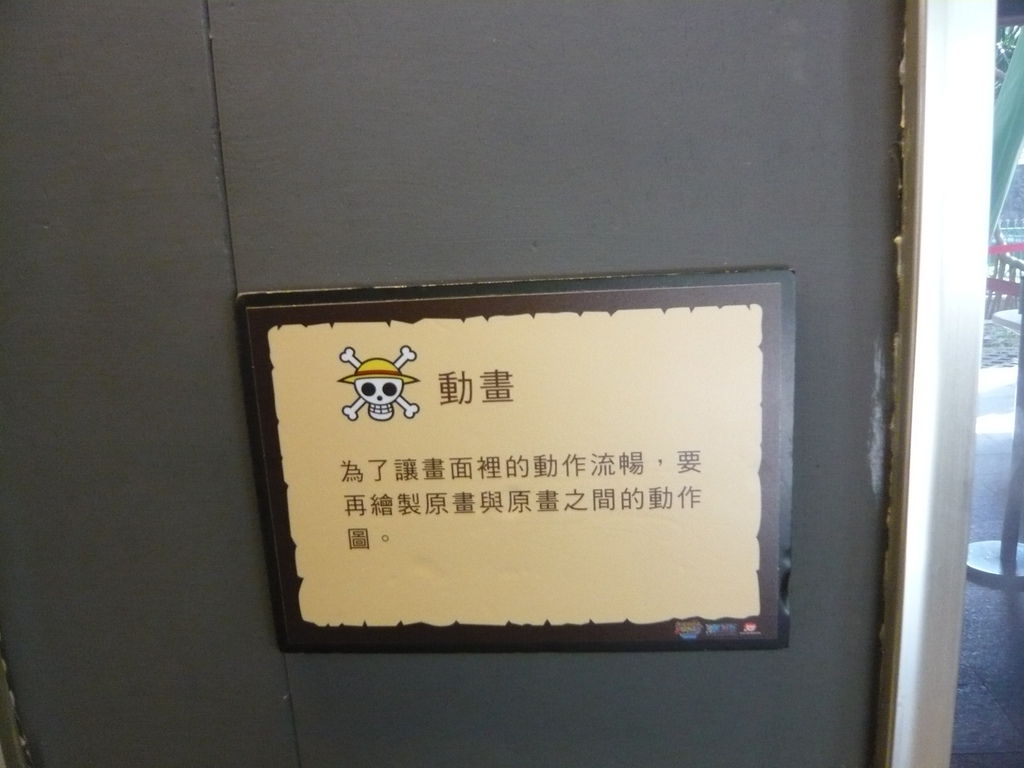 動畫
為了讓畫面裡的動作流暢，要
再繪製原畫與原畫之間的動作
圖。